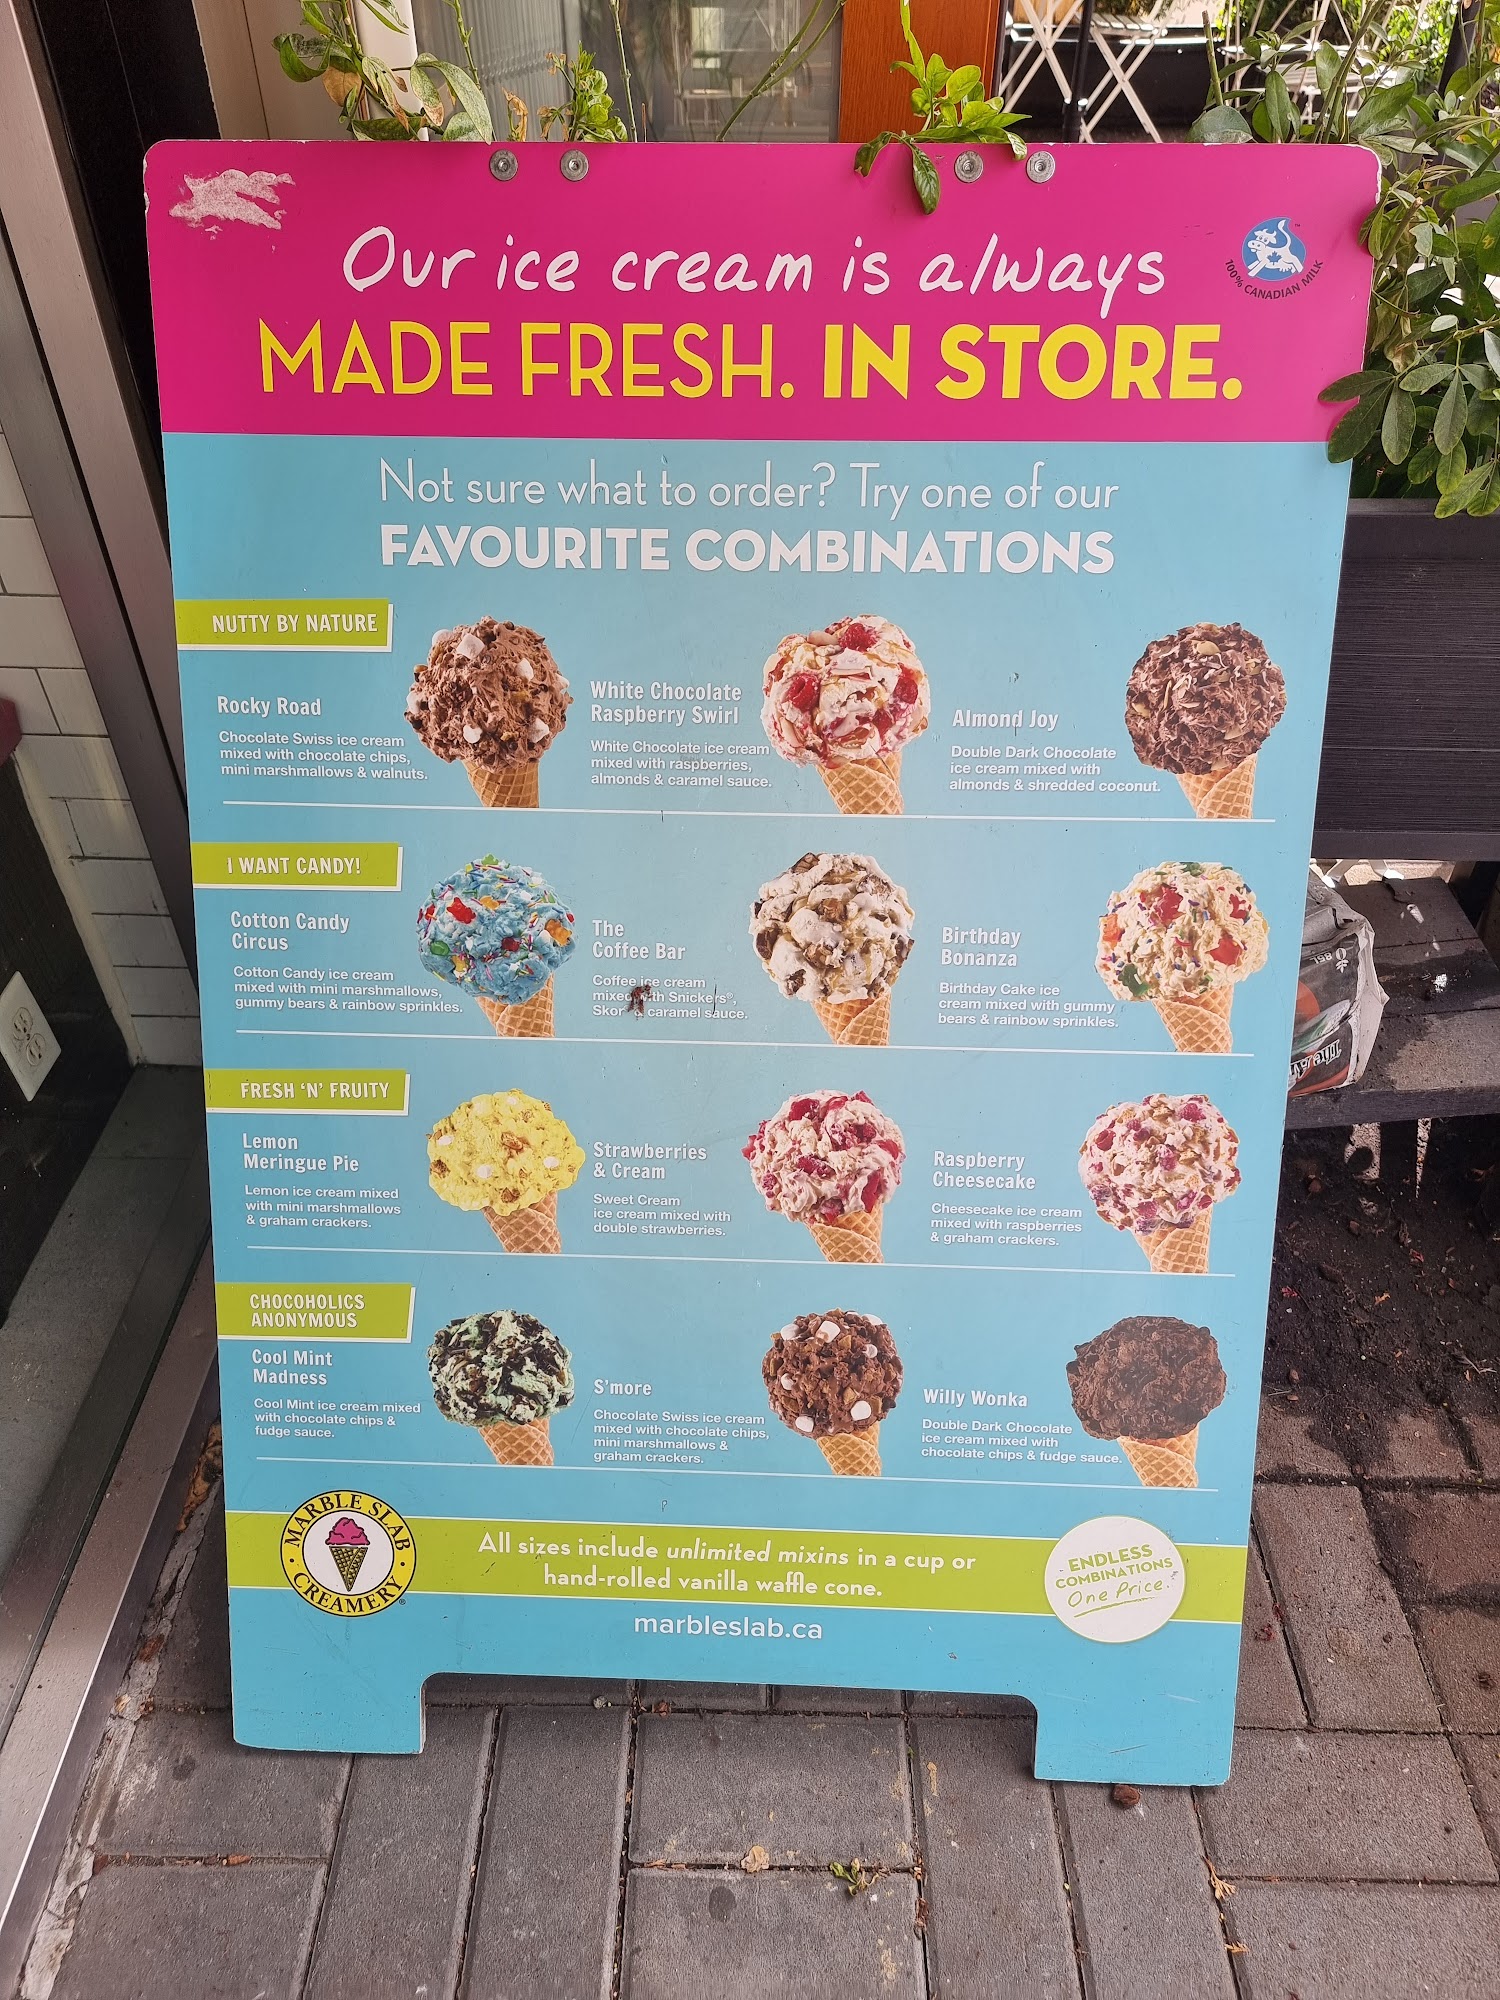 Our ice cream is always
MADE FRESH. IN STORE.
100% CANADIAN MILK
Not sure what to order? Try one of our
FAVOURITE COMBINATIONS
NUTTY BY NATURE
Rocky Road
Chocolate Swiss ice cream
mixed with chocolate chips,
mini marshmallows & walnuts.
White Chocolate
Raspberry Swirl
White Chocolate ice cream
mixed with raspberries,
almonds & caramel sauce.
Almond Joy
Double Dark Chocolate
ice cream mixed with
almonds & shredded coconut.
I WANT CANDY!
Cotton Candy
Circus
Cotton Candy ice cream
mixed with mini marshmallows,
gummy bears & rainbow sprinkles.
The
Coffee Bar
Coffee ice cream
mixed with Snickers®,
Skor & caramel sauce.
Birthday
Bonanza
Birthday Cake ice
cream mixed with gummy
bears & rainbow sprinkles.
FRESH 'N' FRUITY
Lemon
Meringue Pie
Lemon ice cream mixed
with mini marshmallows
& graham crackers.
Strawberries
& Cream
Sweet Cream
ice cream mixed with
double strawberries.
Raspberry
Cheesecake
Cheesecake ice cream
mixed with raspberries
& graham crackers.
CHOCOHOLICS
ANONYMOUS
Cool Mint
Madness
Cool Mint ice cream mixed
with chocolate chips &
fudge sauce.
S'more
Chocolate Swiss ice cream
mixed with chocolate chips,
mini marshmallows &
graham crackers.
Willy Wonka
Double Dark Chocolate
ice cream mixed with
chocolate chips & fudge sauce.
MARBLE SLAB
CREAMERY®
All sizes include unlimited mixins in a cup or
hand-rolled vanilla waffle cone.
ENDLESS
COMBINATIONS
One Price.
marbleslab.ca